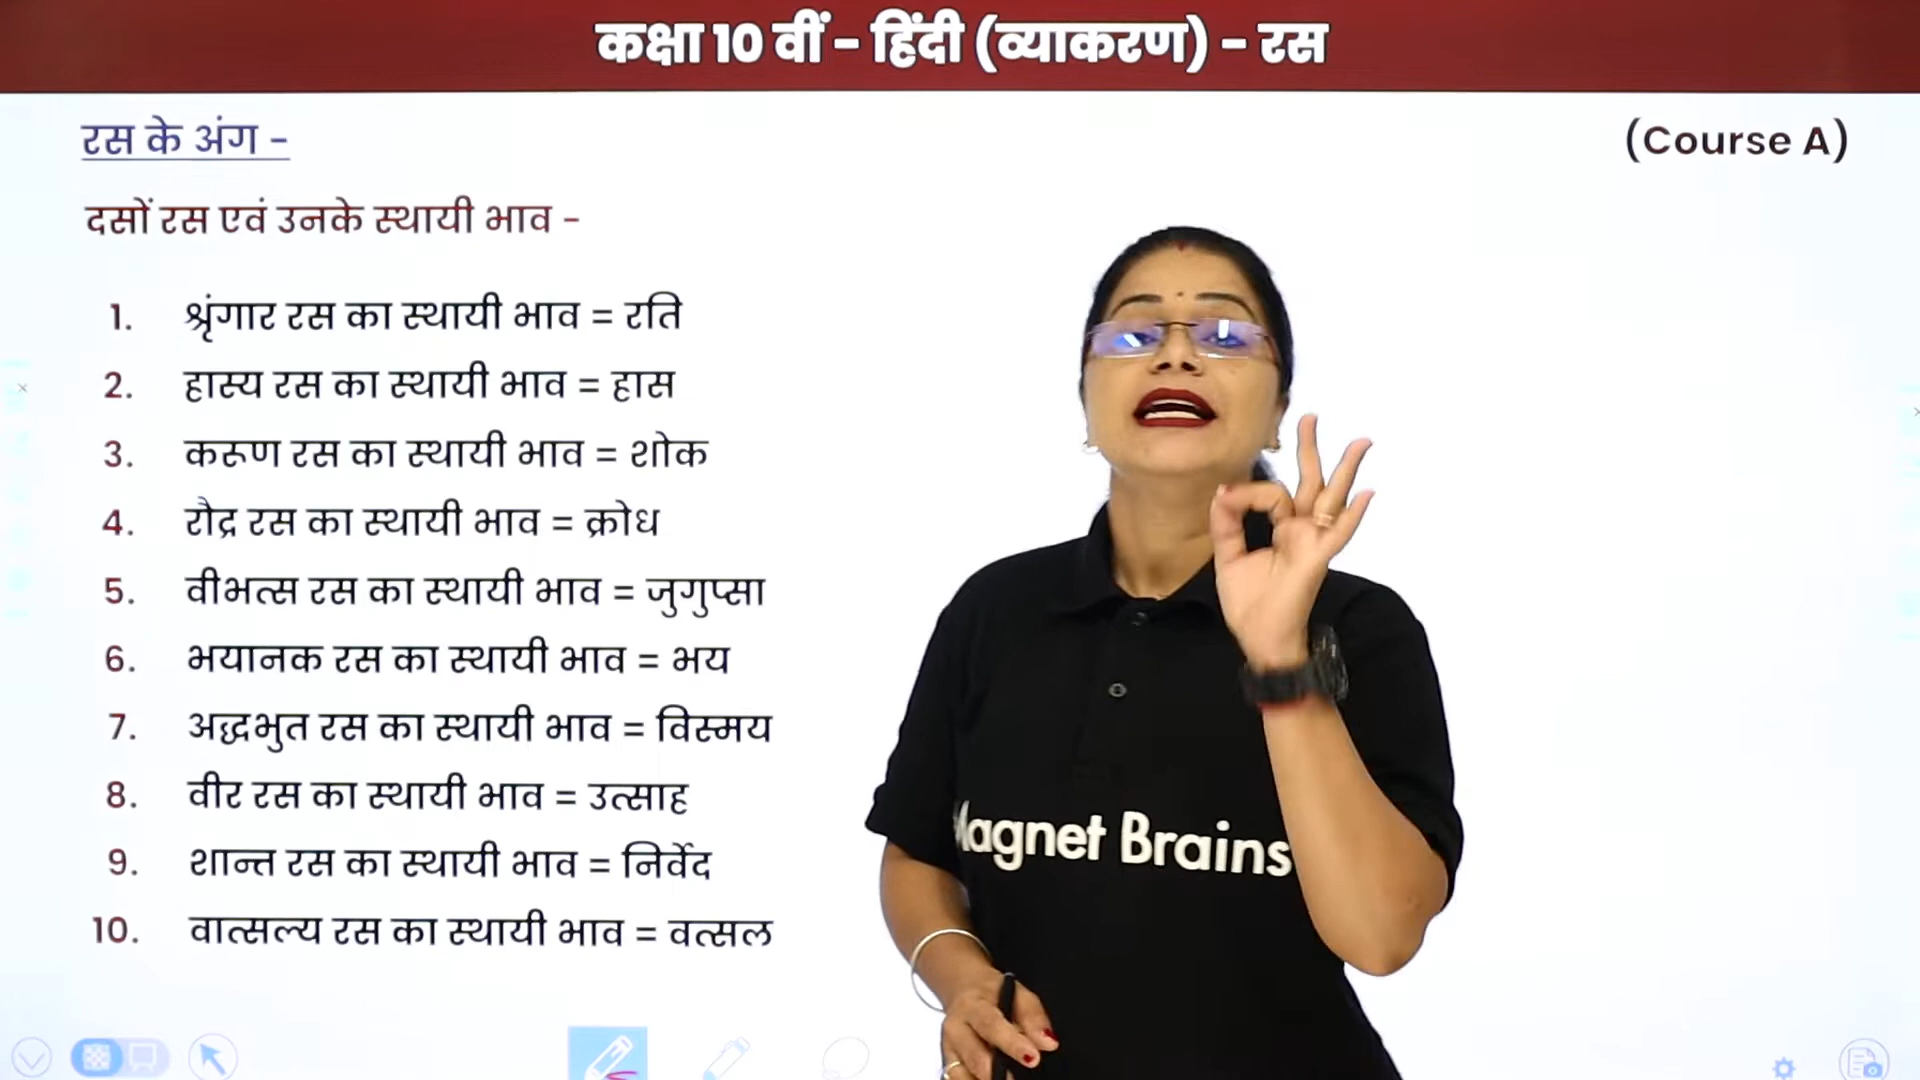 कक्षा 10 वीं - हिंदी (व्याकरण) - रस
रस के अंग -
(Course A)
दसों रस एवं उनके स्थायी भाव -
1. श्रृंगार रस का स्थायी भाव = रति
2. हास्य रस का स्थायी भाव = हास
3. करूण रस का स्थायी भाव = शोक
4. रौद्र रस का स्थायी भाव = क्रोध
5. वीभत्स रस का स्थायी भाव = जुगुप्सा
6. भयानक रस का स्थायी भाव = भय
7. अद्धभुत रस का स्थायी भाव = विस्मय
8. वीर रस का स्थायी भाव = उत्साह
9. शान्त रस का स्थायी भाव = निर्वेद
10. वात्सल्य रस का स्थायी भाव = वत्सल
Magnet Brains